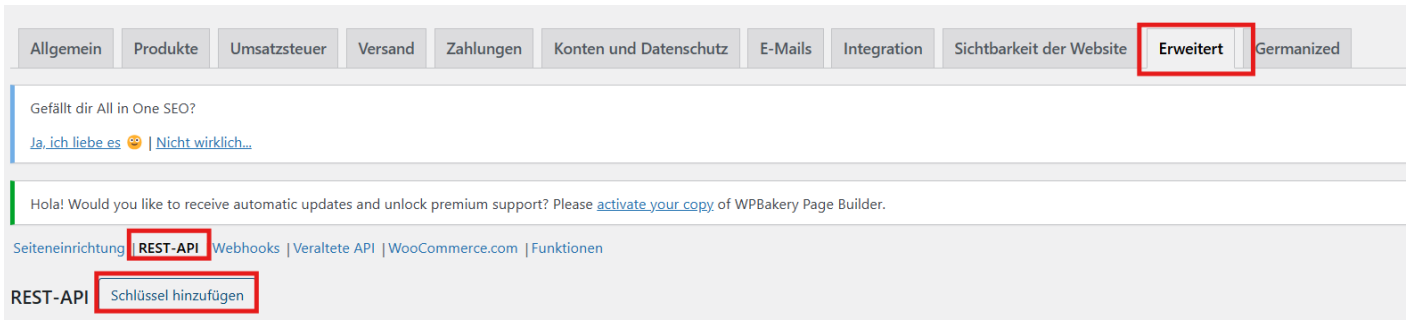 Allgemein Produkte Umsatzsteuer Versand Zahlungen Konten und Datenschutz E-Mails Integration Sichtbarkeit der Website Erweitert Germanized
Gefällt dir All in One SEO?
Ja, ich liebe es 🙂 | Nicht wirklich...
Hola! Would you like to receive automatic updates and unlock premium support? Please activate your copy of WPBakery Page Builder.
Seiteneinrichtung | REST-API Webhooks | Veraltete API | WooCommerce.com | Funktionen
REST-API Schlüssel hinzufügen